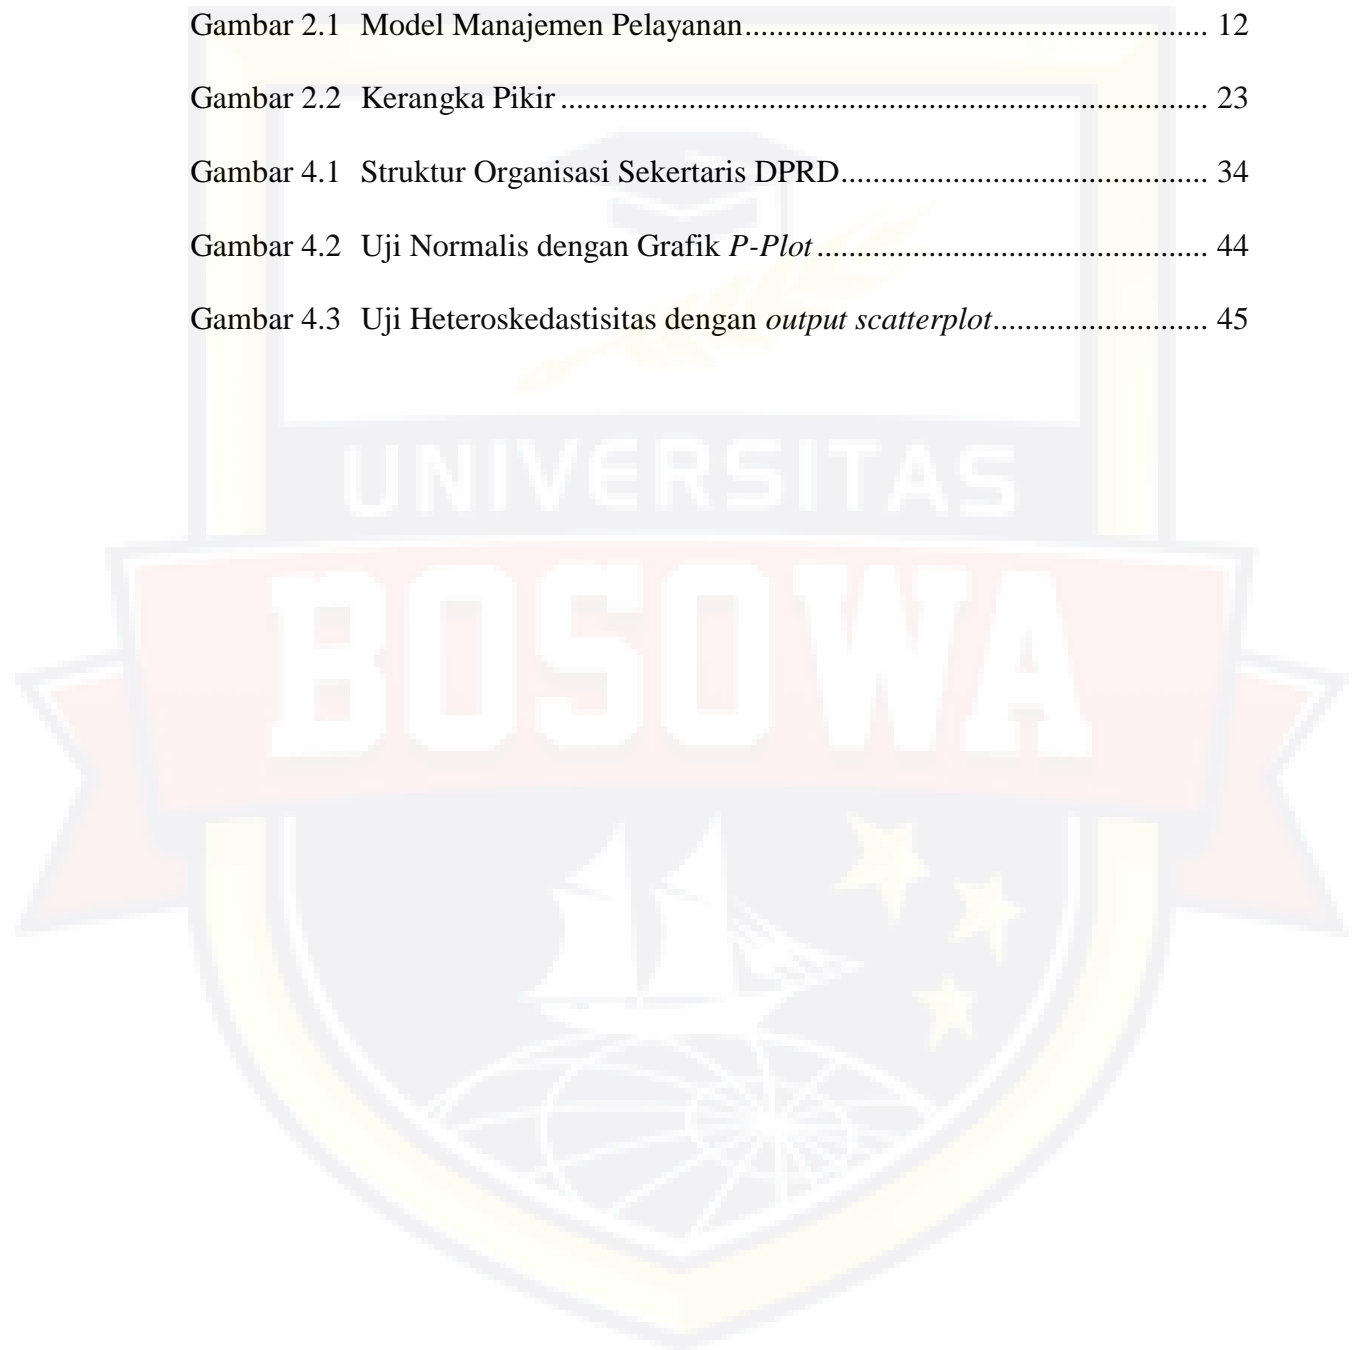 Gambar 2.1 Model Manajemen Pelayanan........................................................ 12
Gambar 2.2 Kerangka Pikir ................................................................................ 23
Gambar 4.1 Struktur Organisasi Sekertaris DPRD............................................. 34
Gambar 4.2 Uji Normalis dengan Grafik P-Plot ................................................ 44
Gambar 4.3 Uji Heteroskedastisitas dengan output scatterplot.......................... 45
UNIVERSITAS
BOSOWA